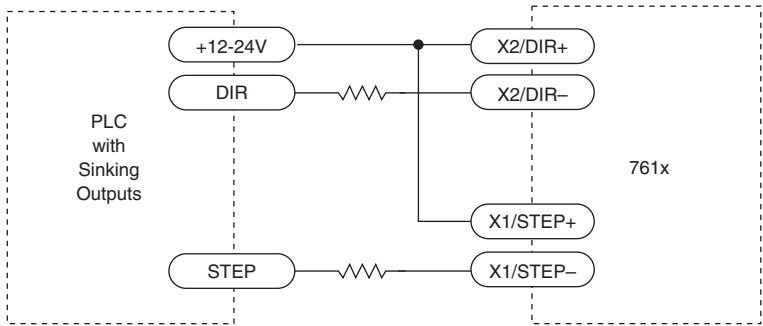 +12-24V
X2/DIR+
DIR
X2/DIR–
PLC
with
Sinking
Outputs
761x
X1/STEP+
STEP
X1/STEP–